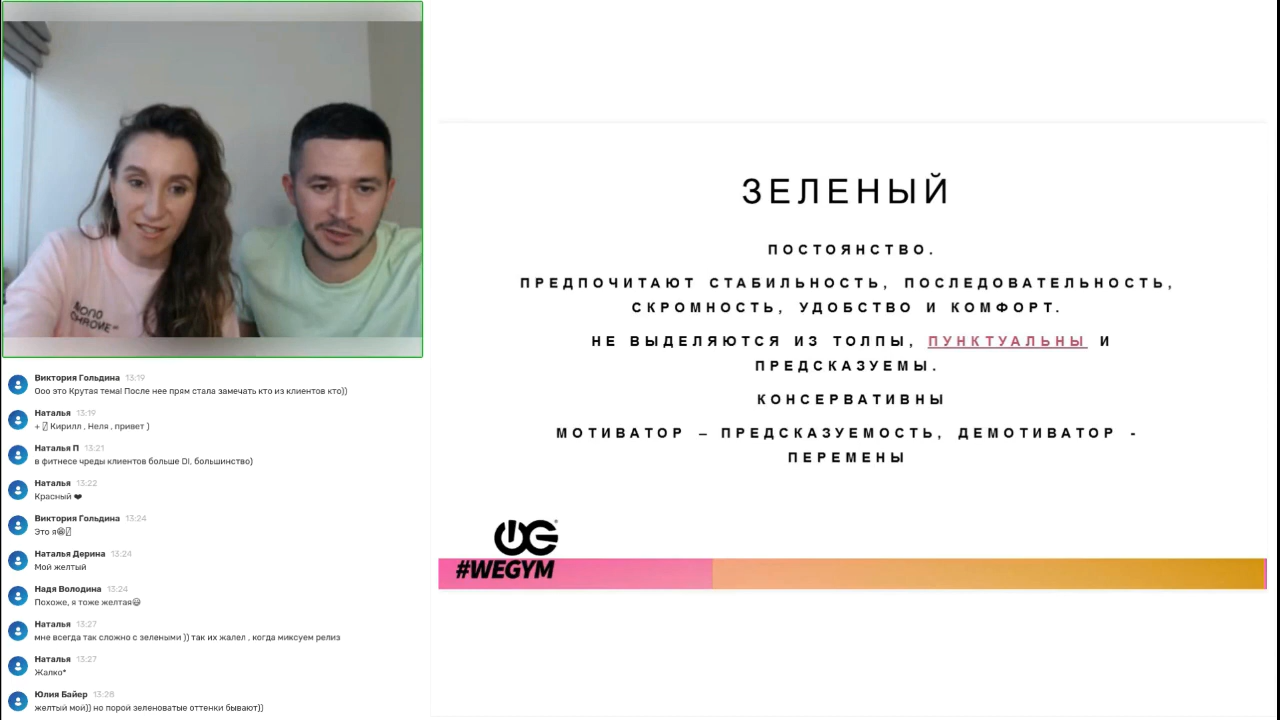 MONO
CHROME
Виктория Гольдина 13:19
Ооо это Крутая тема! После нее прям стала замечать кто из клиентов кто))
Наталья 13:19
+ Кирилл , Неля , привет )
Наталья П 13:21
в фитнесе чреды клиентов больше DI, большинство)
Наталья 13:22
Красный ❤
Виктория Гольдина 13:24
Это я😁
Наталья Дерина 13:24
Мой желтый
Надя Володина 13:24
Похоже, я тоже желтая😃
Наталья 13:27
мне всегда так сложно с зелеными )) так их жалел , когда миксуем релиз
Наталья 13:27
Жалко*
Юлия Байер 13:28
желтый мой)) но порой зеленоватые оттенки бывают))
ЗЕЛЕНЫЙ
ПОСТОЯНСТВО.
ПРЕДПОЧИТАЮТ СТАБИЛЬНОСТЬ, ПОСЛЕДОВАТЕЛЬНОСТЬ,
СКРОМНОСТЬ, УДОБСТВО И КОМФОРТ.
НЕ ВЫДЕЛЯЮТСЯ ИЗ ТОЛПЫ, ПУНКТУАЛЬНЫ И
ПРЕДСКАЗУЕМЫ.
КОНСЕРВАТИВНЫ
МОТИВАТОР – ПРЕДСКАЗУЕМОСТЬ, ДЕМОТИВАТОР -
ПЕРЕМЕНЫ
WG
#WEGYM